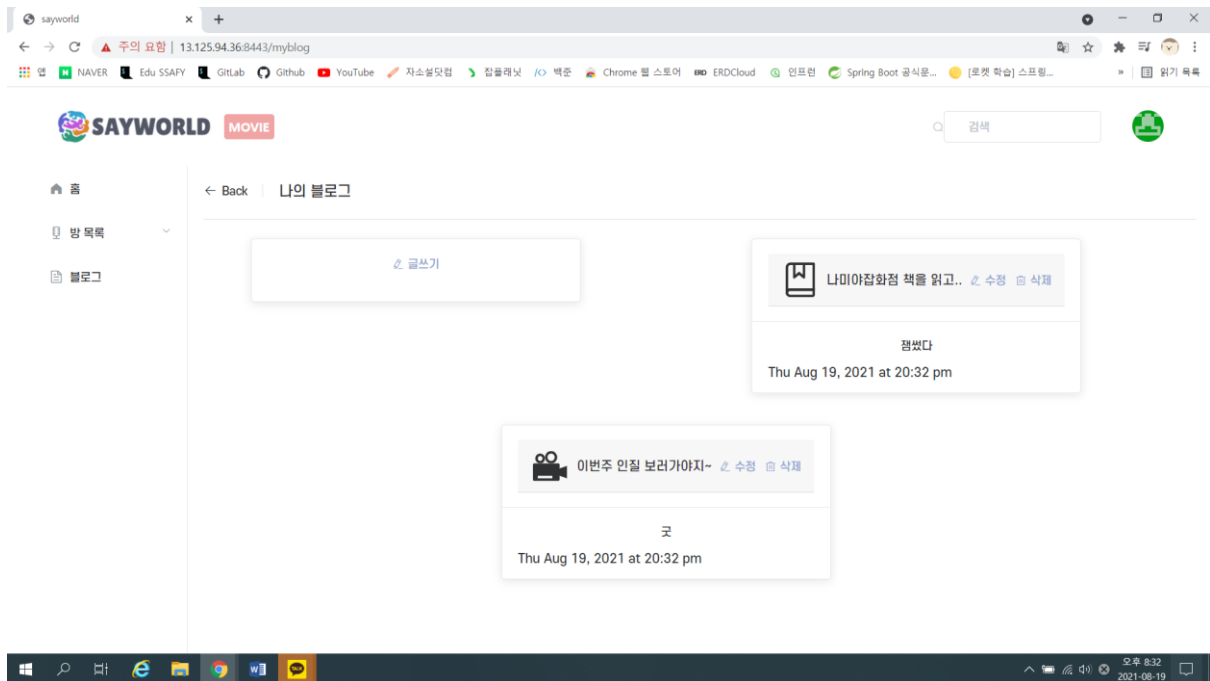 sayworld
주의 요함 | 13.125.94.36:8443/myblog
앱 NAVER Edu SSAFY GitLab Github YouTube 자소설닷컴 잡플래닛 백준 Chrome 웹 스토어 ERDCloud 인프런 Spring Boot 공식문... [로켓 학습] 스프링... » 읽기 목록
SAYWORLD MOVIE 검색
홈
← Back 나의 블로그
방 목록
블로그
글쓰기
나미야잡화점 책을 읽고.. 수정 삭제
잼썼다
Thu Aug 19, 2021 at 20:32 pm
이번주 인질 보러가야지~ 수정 삭제
굿
Thu Aug 19, 2021 at 20:32 pm
오후 8:32
2021-08-19